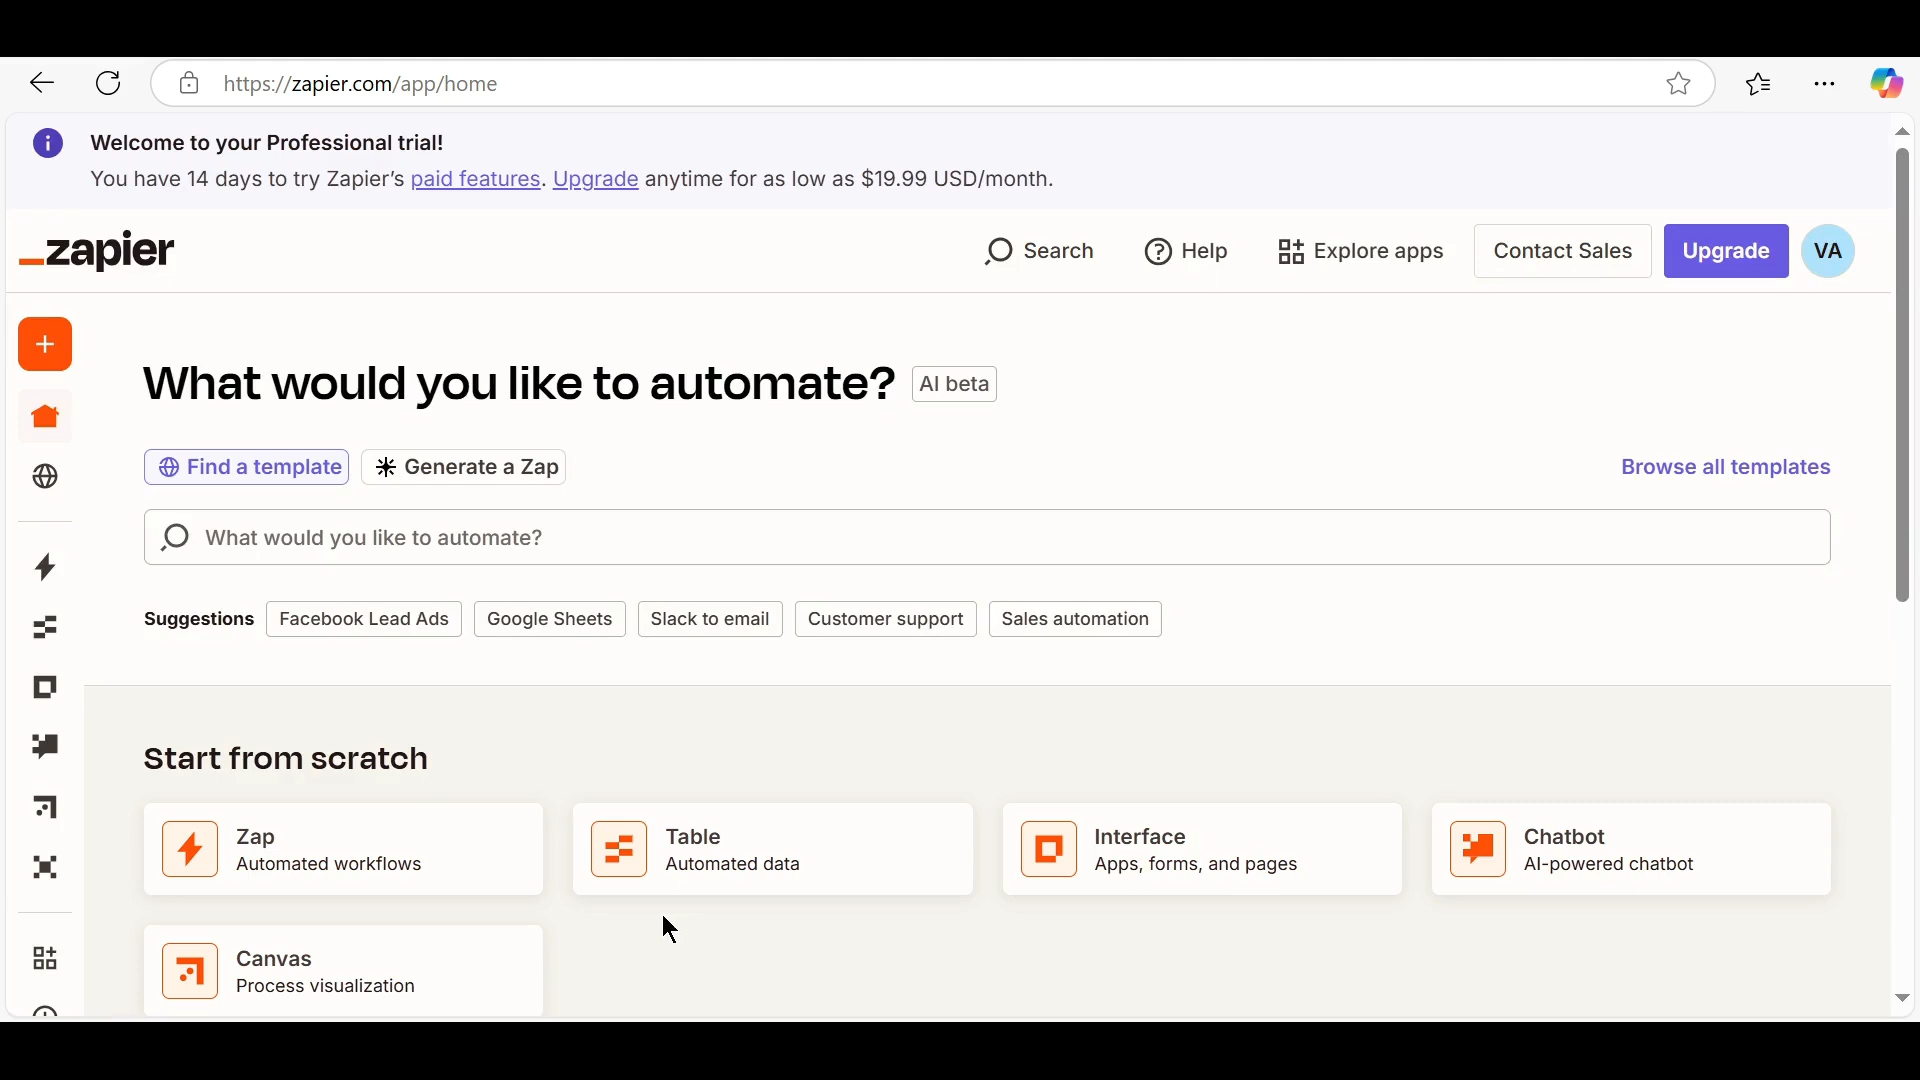 https://zapier.com/app/home
Welcome to your Professional trial!
You have 14 days to try Zapier's paid features. Upgrade anytime for as low as $19.99 USD/month.
zapier
Search
Help
Explore apps
Contact Sales
Upgrade
VA
What would you like to automate?
AI beta
Find a template
Generate a Zap
Browse all templates
What would you like to automate?
Suggestions
Facebook Lead Ads
Google Sheets
Slack to email
Customer support
Sales automation
Start from scratch
Zap
Automated workflows
Table
Automated data
Interface
Apps, forms, and pages
Chatbot
AI-powered chatbot
Canvas
Process visualization